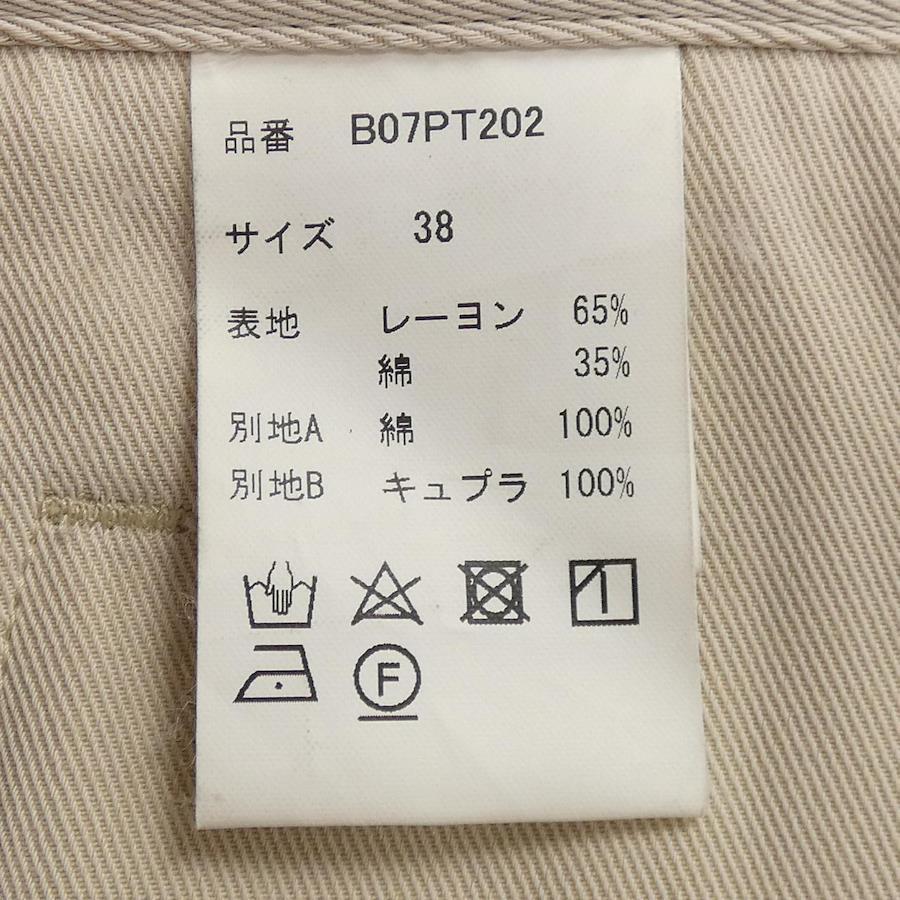 品番 B07PT202
サイズ 38
表地 レーヨン 65%
綿 35%
別地A 綿 100%
別地B キュプラ 100%
F